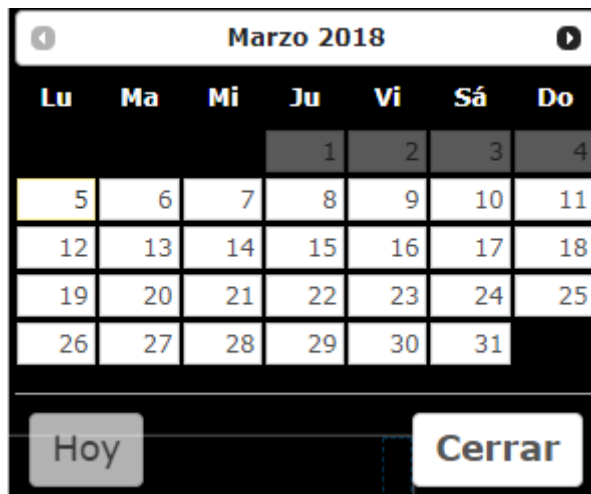 Marzo 2018
Lu Ma Mi Ju Vi Sá Do
1 2 3 4
5 6 7 8 9 10 11
12 13 14 15 16 17 18
19 20 21 22 23 24 25
26 27 28 29 30 31
Hoy Cerrar